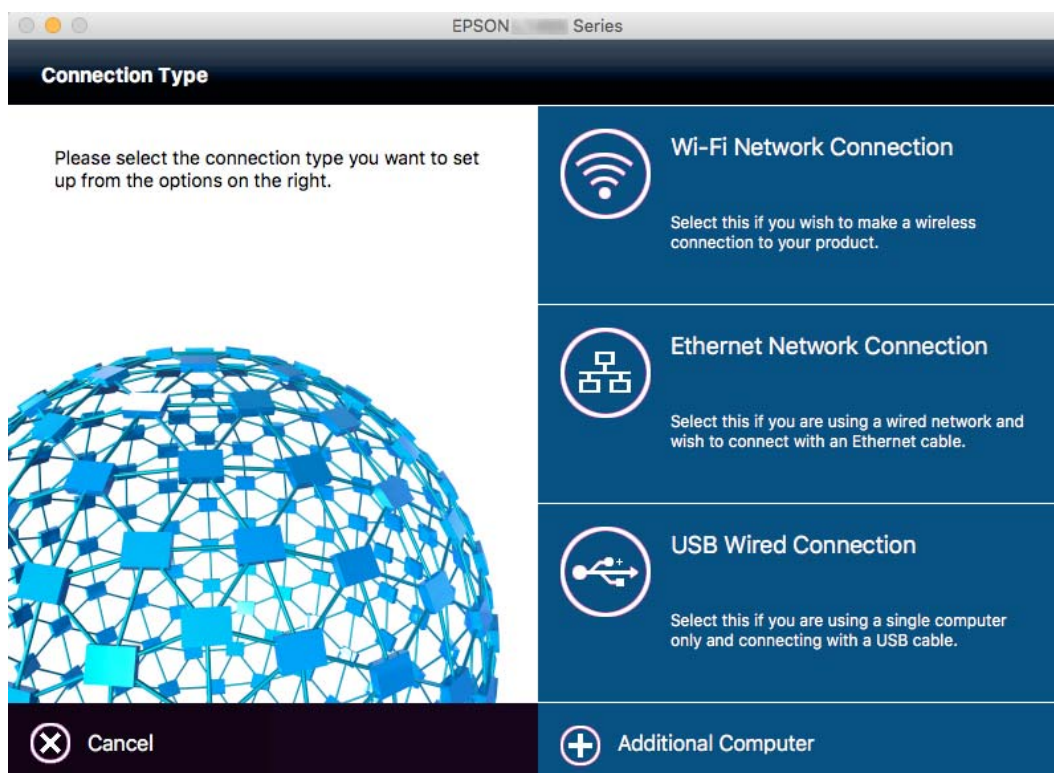 EPSON Series
Connection Type
Please select the connection type you want to set
up from the options on the right.
Wi-Fi Network Connection
Select this if you wish to make a wireless
connection to your product.
Ethernet Network Connection
Select this if you are using a wired network and
wish to connect with an Ethernet cable.
USB Wired Connection
Select this if you are using a single computer
only and connecting with a USB cable.
Cancel
Additional Computer